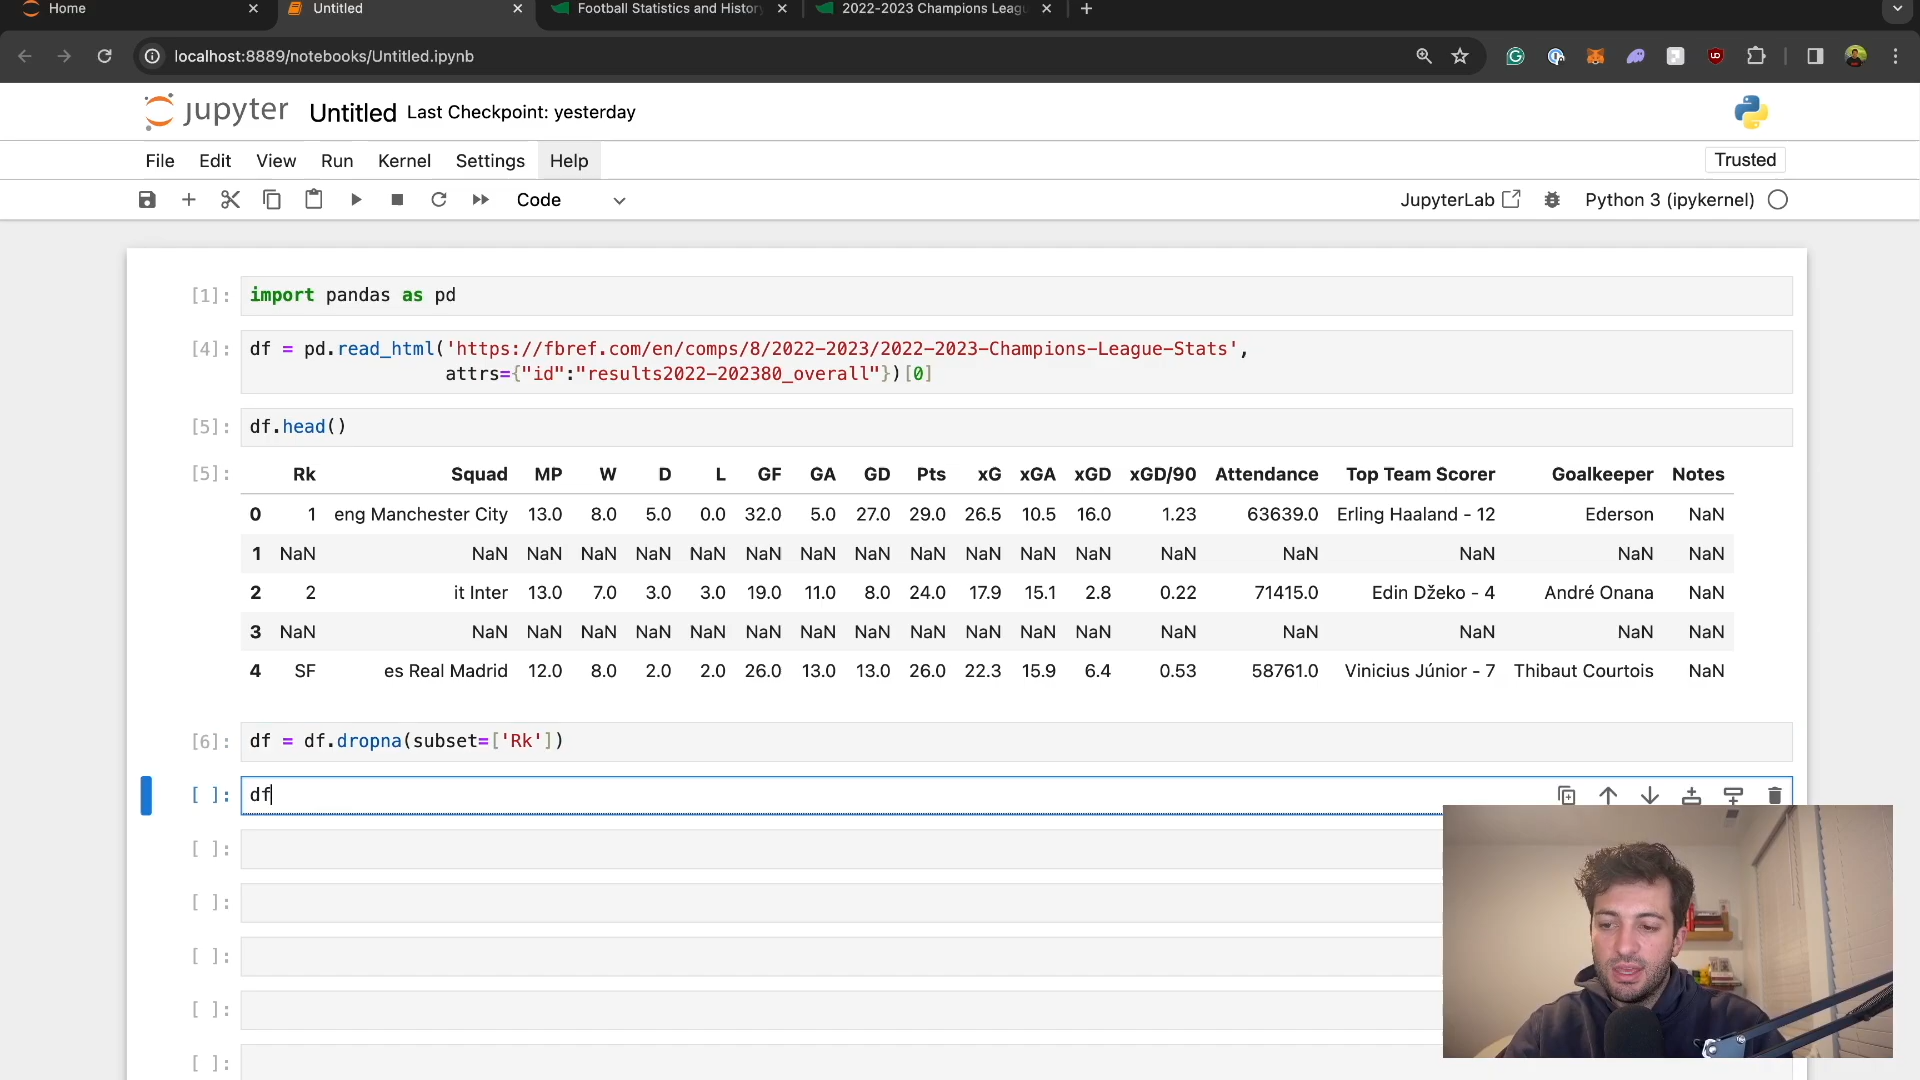 Home
Untitled
Football Statistics and Histor
2022-2023 Champions Leagu
localhost:8889/notebooks/Untitled.ipynb
jupyter Untitled Last Checkpoint: yesterday
File Edit View Run Kernel Settings Help
Trusted
Code
JupyterLab
Python 3 (ipykernel)
[1]: import pandas as pd
[4]: df = pd.read_html('https://fbref.com/en/comps/8/2022-2023/2022-2023-Champions-League-Stats',
attrs={"id":"results2022-202380_overall"})[0]
[5]: df.head()
[5]: Rk Squad MP W D L GF GA GD Pts xG xGA xGD xGD/90 Attendance Top Team Scorer Goalkeeper Notes
0 1 eng Manchester City 13.0 8.0 5.0 0.0 32.0 5.0 27.0 29.0 26.5 10.5 16.0 1.23 63639.0 Erling Haaland - 12 Ederson NaN
1 NaN NaN NaN NaN NaN NaN NaN NaN NaN NaN NaN NaN NaN NaN NaN NaN NaN NaN
2 2 it Inter 13.0 7.0 3.0 3.0 19.0 11.0 8.0 24.0 17.9 15.1 2.8 0.22 71415.0 Edin Džeko - 4 André Onana NaN
3 NaN NaN NaN NaN NaN NaN NaN NaN NaN NaN NaN NaN NaN NaN NaN NaN NaN NaN
4 SF es Real Madrid 12.0 8.0 2.0 2.0 26.0 13.0 13.0 26.0 22.3 15.9 6.4 0.53 58761.0 Vinicius Júnior - 7 Thibaut Courtois NaN
[6]: df = df.dropna(subset=['Rk'])
[ ]: df
[ ]:
[ ]:
[ ]:
[ ]:
[ ]: